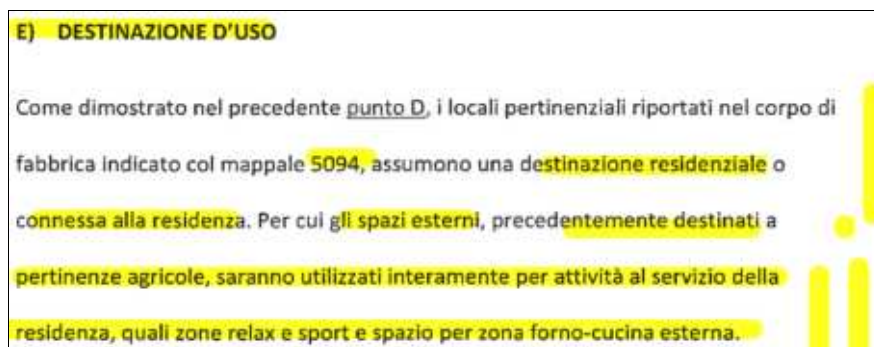 E) DESTINAZIONE D'USO
Come dimostrato nel precedente punto D, i locali pertinenziali riportati nel corpo di
fabbrica indicato col mappale 5094, assumono una destinazione residenziale o
connessa alla residenza. Per cui gli spazi esterni, precedentemente destinati a
pertinenze agricole, saranno utilizzati interamente per attività al servizio della
residenza, quali zone relax e sport e spazio per zona forno-cucina esterna.